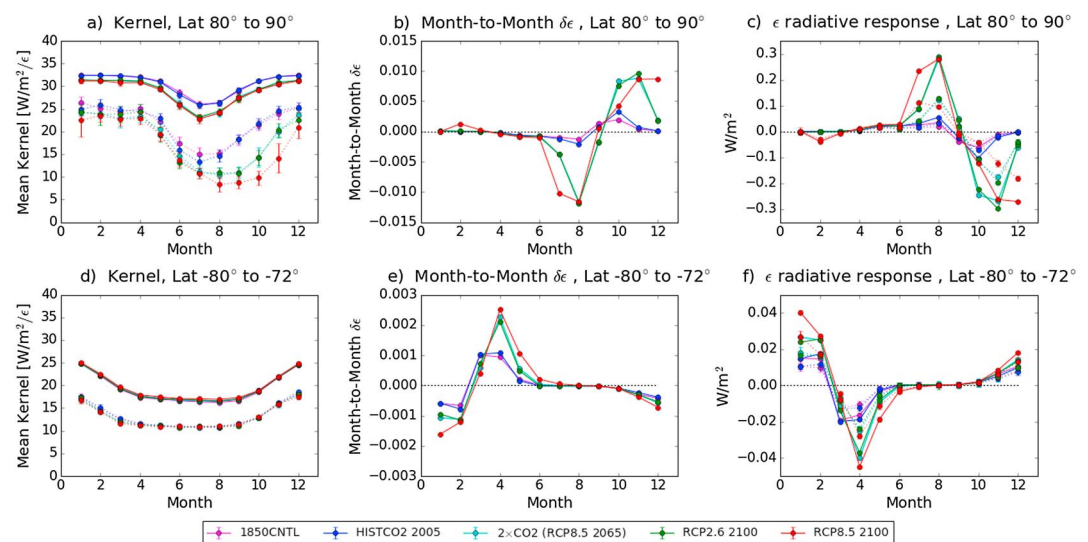 a) Kernel, Lat 80° to 90°
b) Month-to-Month δϵ , Lat 80° to 90°
c) ϵ radiative response , Lat 80° to 90°
Mean Kernel [W/m²/ϵ]
40
35
30
25
20
15
10
5
0
0 2 4 6 8 10 12
Month
Month-to-Month δϵ
0.015
0.010
0.005
0.000
−0.005
−0.010
−0.015
0 2 4 6 8 10 12
Month
W/m²
0.3
0.2
0.1
0.0
−0.1
−0.2
−0.3
0 2 4 6 8 10 12
Month
d) Kernel, Lat -80° to -72°
e) Month-to-Month δϵ , Lat -80° to -72°
f) ϵ radiative response , Lat -80° to -72°
Mean Kernel [W/m²/ϵ]
40
35
30
25
20
15
10
5
0
0 2 4 6 8 10 12
Month
Month-to-Month δϵ
0.003
0.002
0.001
0.000
−0.001
−0.002
−0.003
0 2 4 6 8 10 12
Month
W/m²
0.04
0.02
0.00
−0.02
−0.04
0 2 4 6 8 10 12
Month
1850CNTL HISTCO2 2005 2×CO2 (RCP8.5 2065) RCP2.6 2100 RCP8.5 2100